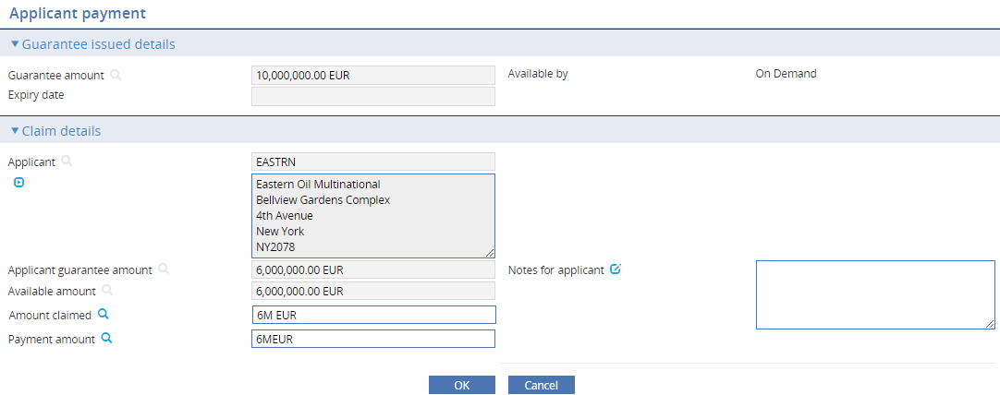 Applicant payment
Guarantee issued details
Guarantee amount 10,000,000.00 EUR Available by On Demand
Expiry date
Claim details
Applicant EASTRN
Eastern Oil Multinational
Bellview Gardens Complex
4th Avenue
New York
NY2078
Applicant guarantee amount 6,000,000.00 EUR Notes for applicant
Available amount 6,000,000.00 EUR
Amount claimed 6M EUR
Payment amount 6MEUR
OK Cancel